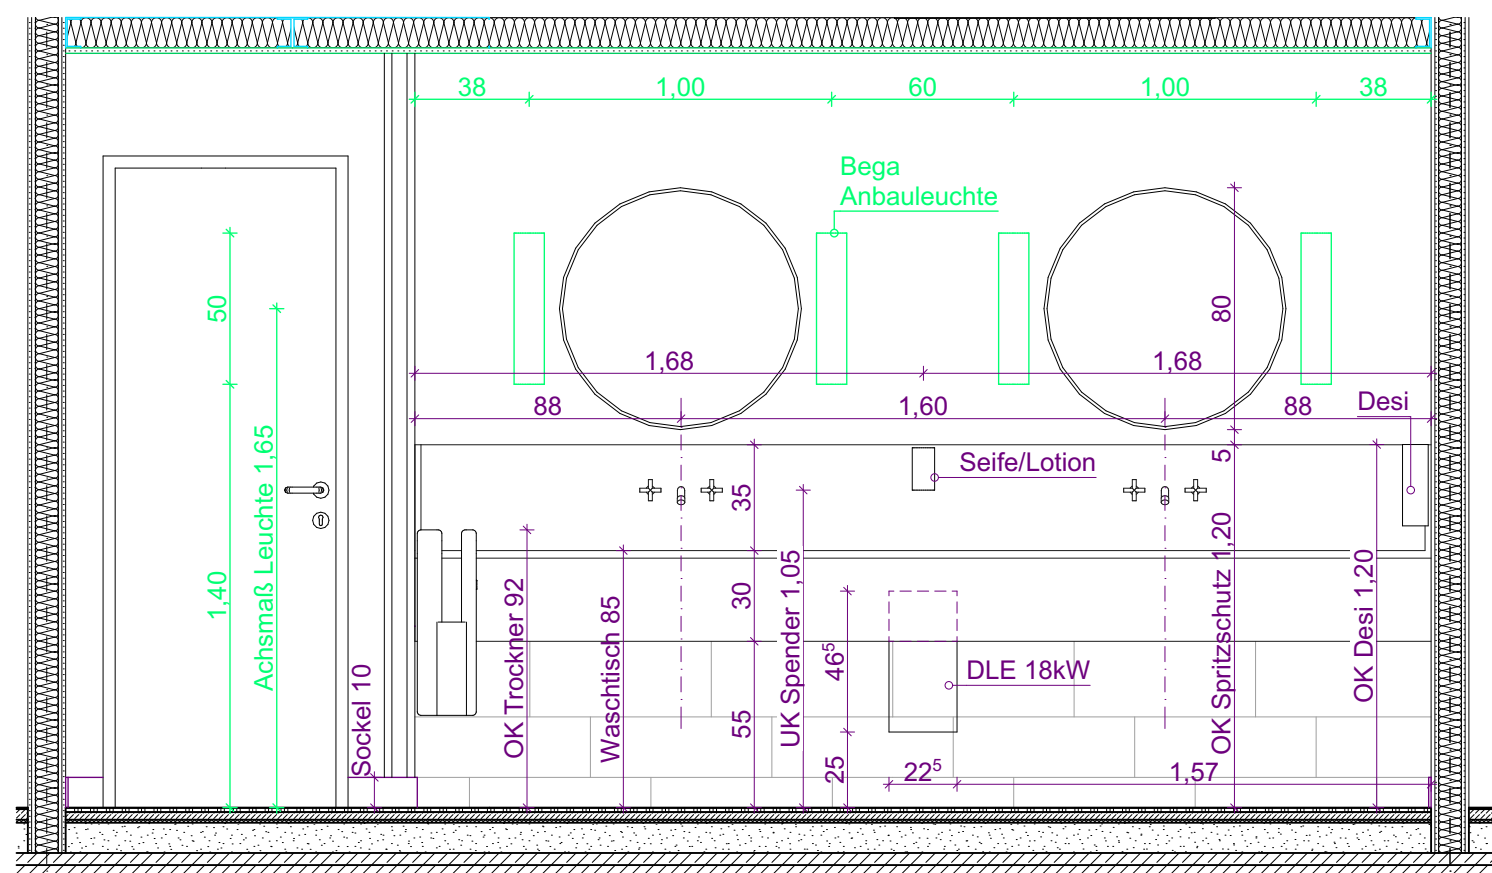 38
1,00
60
1,00
38
Bega
Anbauleuchte
50
80
1,68
1,68
88
1,60
88
Desi
Achsmaß Leuchte 1,65
Seife/Lotion
5
35
1,40
OK Trockner 92
Waschtisch 85
30
UK Spender 1,05
OK Spritzschutz 1,20
OK Desi 1,20
46⁵
DLE 18kW
Sockel 10
55
25
22⁵
1,57